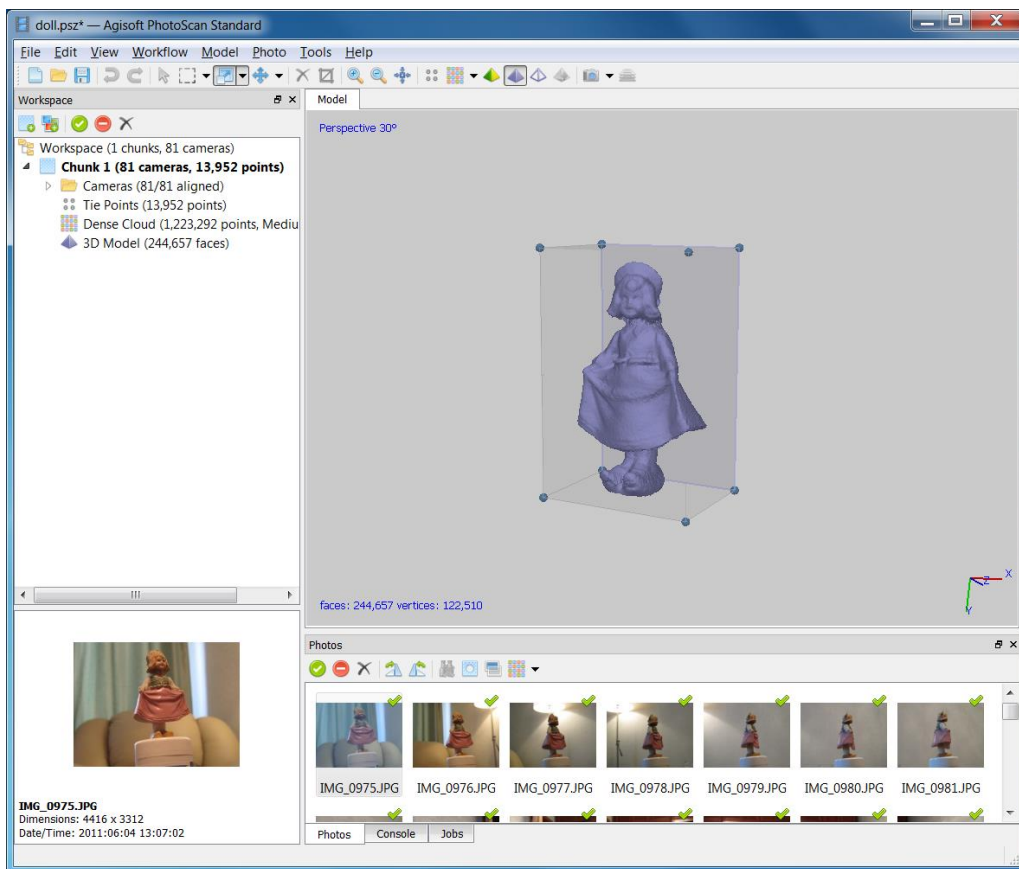 doll.psz* — Agisoft PhotoScan Standard
File Edit View Workflow Model Photo Tools Help
Workspace
Workspace (1 chunks, 81 cameras)
Chunk 1 (81 cameras, 13,952 points)
Cameras (81/81 aligned)
Tie Points (13,952 points)
Dense Cloud (1,223,292 points, Mediu
3D Model (244,657 faces)
Model
Perspective 30°
X
Z
Y
faces: 244,657 vertices: 122,510
IMG_0975.JPG
Dimensions: 4416 x 3312
Date/Time: 2011:06:04 13:07:02
Photos
IMG_0975.JPG IMG_0976.JPG IMG_0977.JPG IMG_0978.JPG IMG_0979.JPG IMG_0980.JPG IMG_0981.JPG
Photos Console Jobs